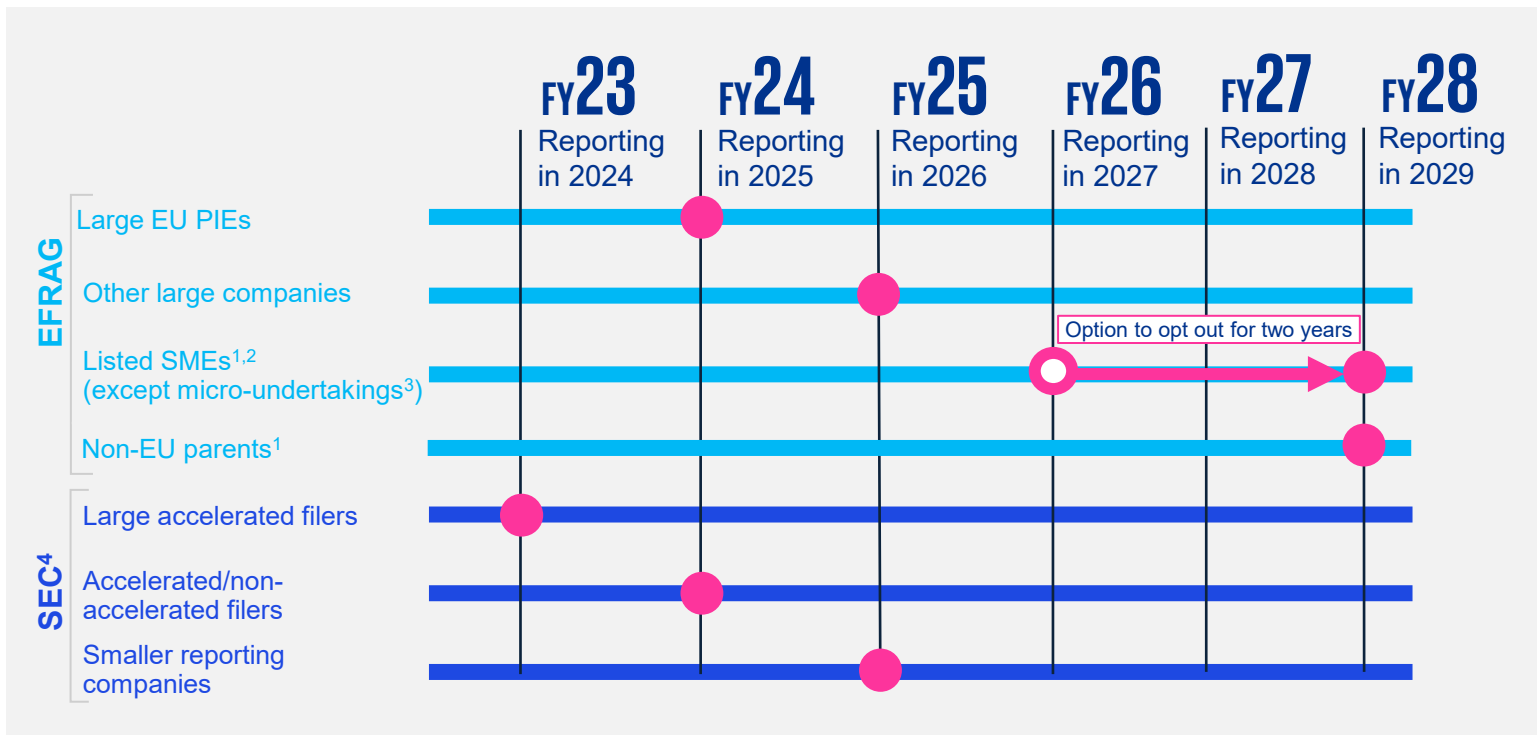 FY23
Reporting
in 2024
FY24
Reporting
in 2025
FY25
Reporting
in 2026
FY26
Reporting
in 2027
FY27
Reporting
in 2028
FY28
Reporting
in 2029
EFRAG
Large EU PIEs
Other large companies
Option to opt out for two years
Listed SMEs1,2
(except micro-undertakings3)
Non-EU parents1
SEC4
Large accelerated filers
Accelerated/non-
accelerated filers
Smaller reporting
companies